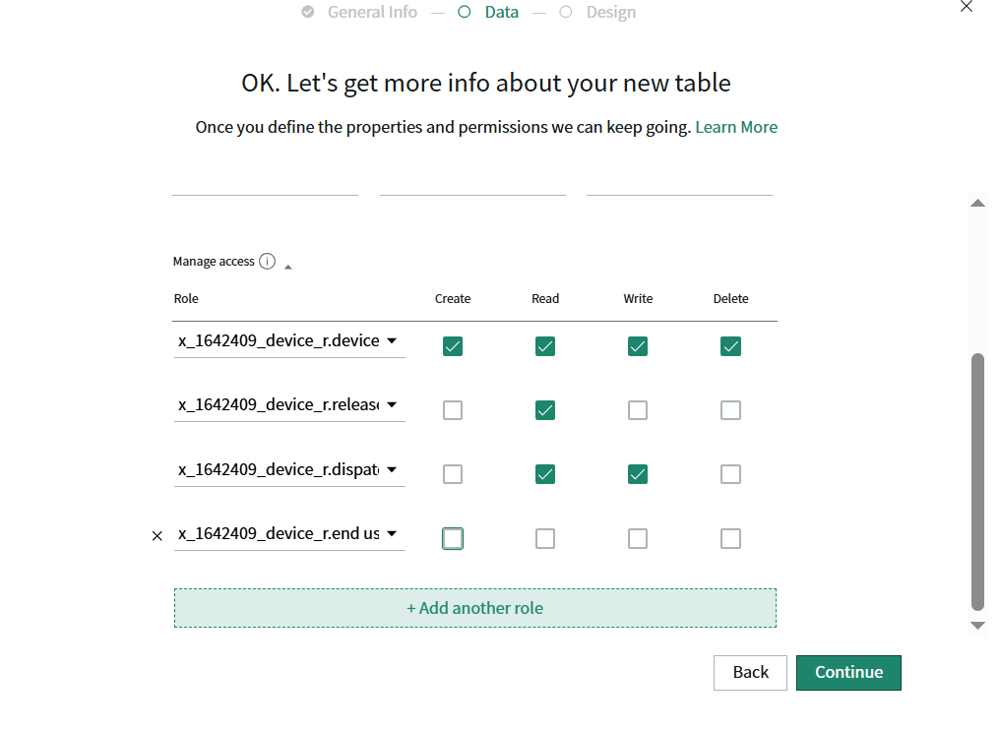 General Info — Data — Design
OK. Let's get more info about your new table
Once you define the properties and permissions we can keep going. Learn More
Manage access
Role Create Read Write Delete
x_1642409_device_r.device
x_1642409_device_r.release
x_1642409_device_r.dispat
x_1642409_device_r.end us
+ Add another role
Back Continue